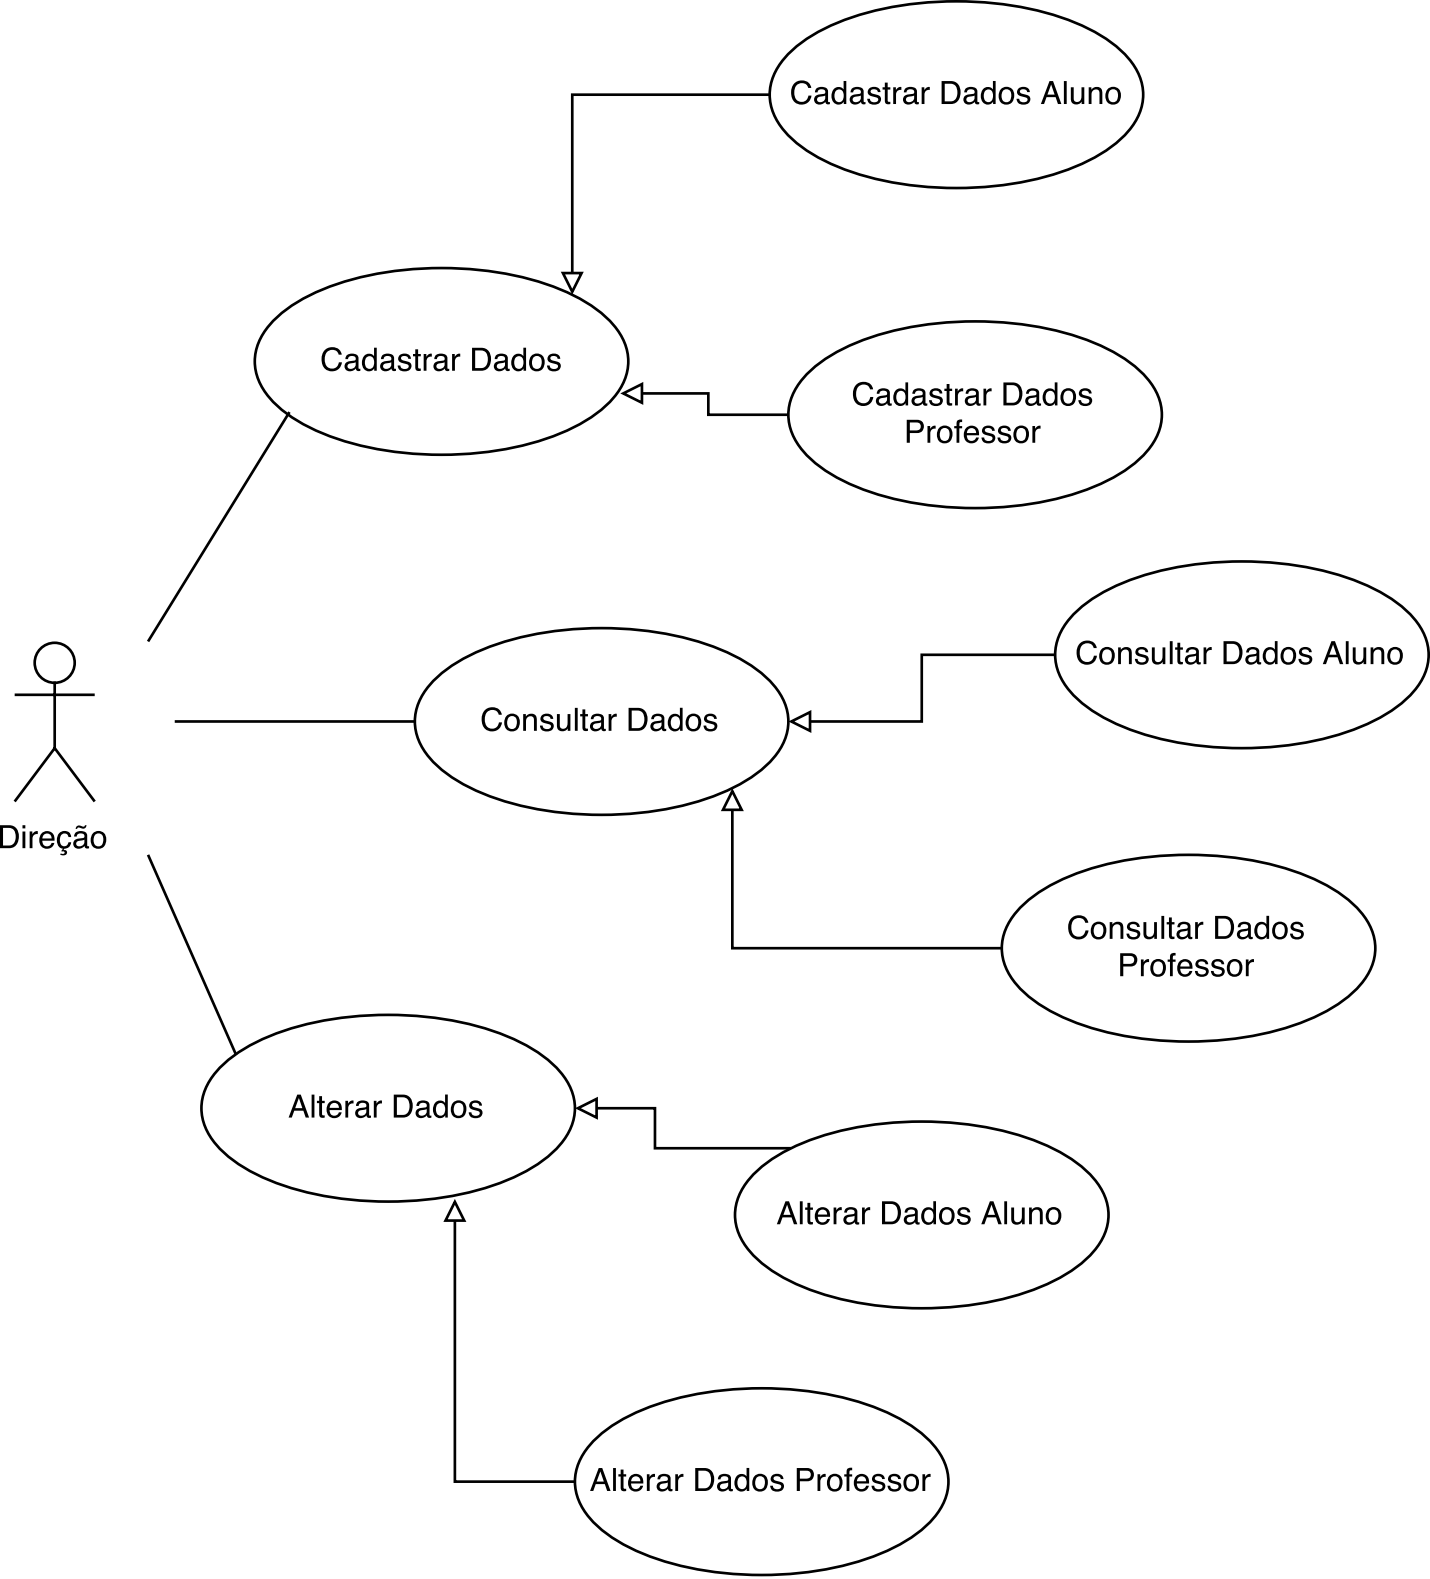 Cadastrar Dados Aluno
Cadastrar Dados
Cadastrar Dados
Professor
Consultar Dados Aluno
Consultar Dados
Direção
Consultar Dados
Professor
Alterar Dados
Alterar Dados Aluno
Alterar Dados Professor